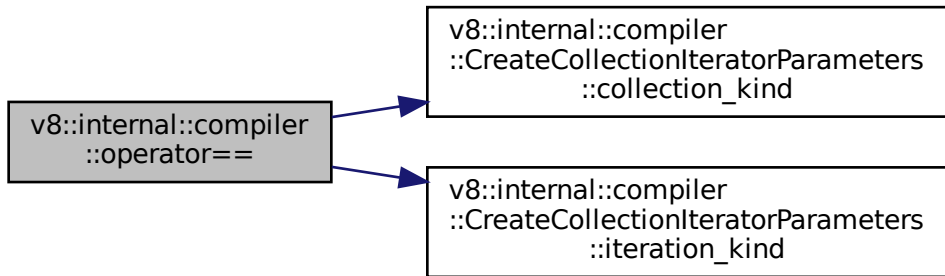 v8::internal::compiler
::operator==
v8::internal::compiler
::CreateCollectionIteratorParameters
::collection_kind
v8::internal::compiler
::CreateCollectionIteratorParameters
::iteration_kind